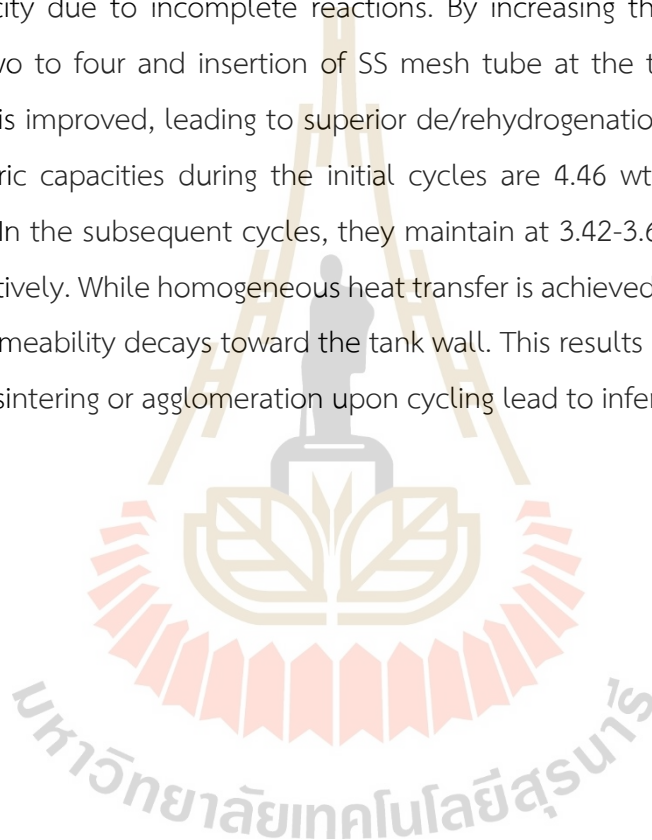 city due to incomplete reactions. By increasing th
to four and insertion of SS mesh tube at the t
is improved, leading to superior de/rehydrogenatio
ric capacities during the initial cycles are 4.46 wt
In the subsequent cycles, they maintain at 3.42-3.6
tively. While homogeneous heat transfer is achieved
meability decays toward the tank wall. This results
sintering or agglomeration upon cycling lead to infer
มหาวิทยาลัยเทคโนโลยีสุรนารี